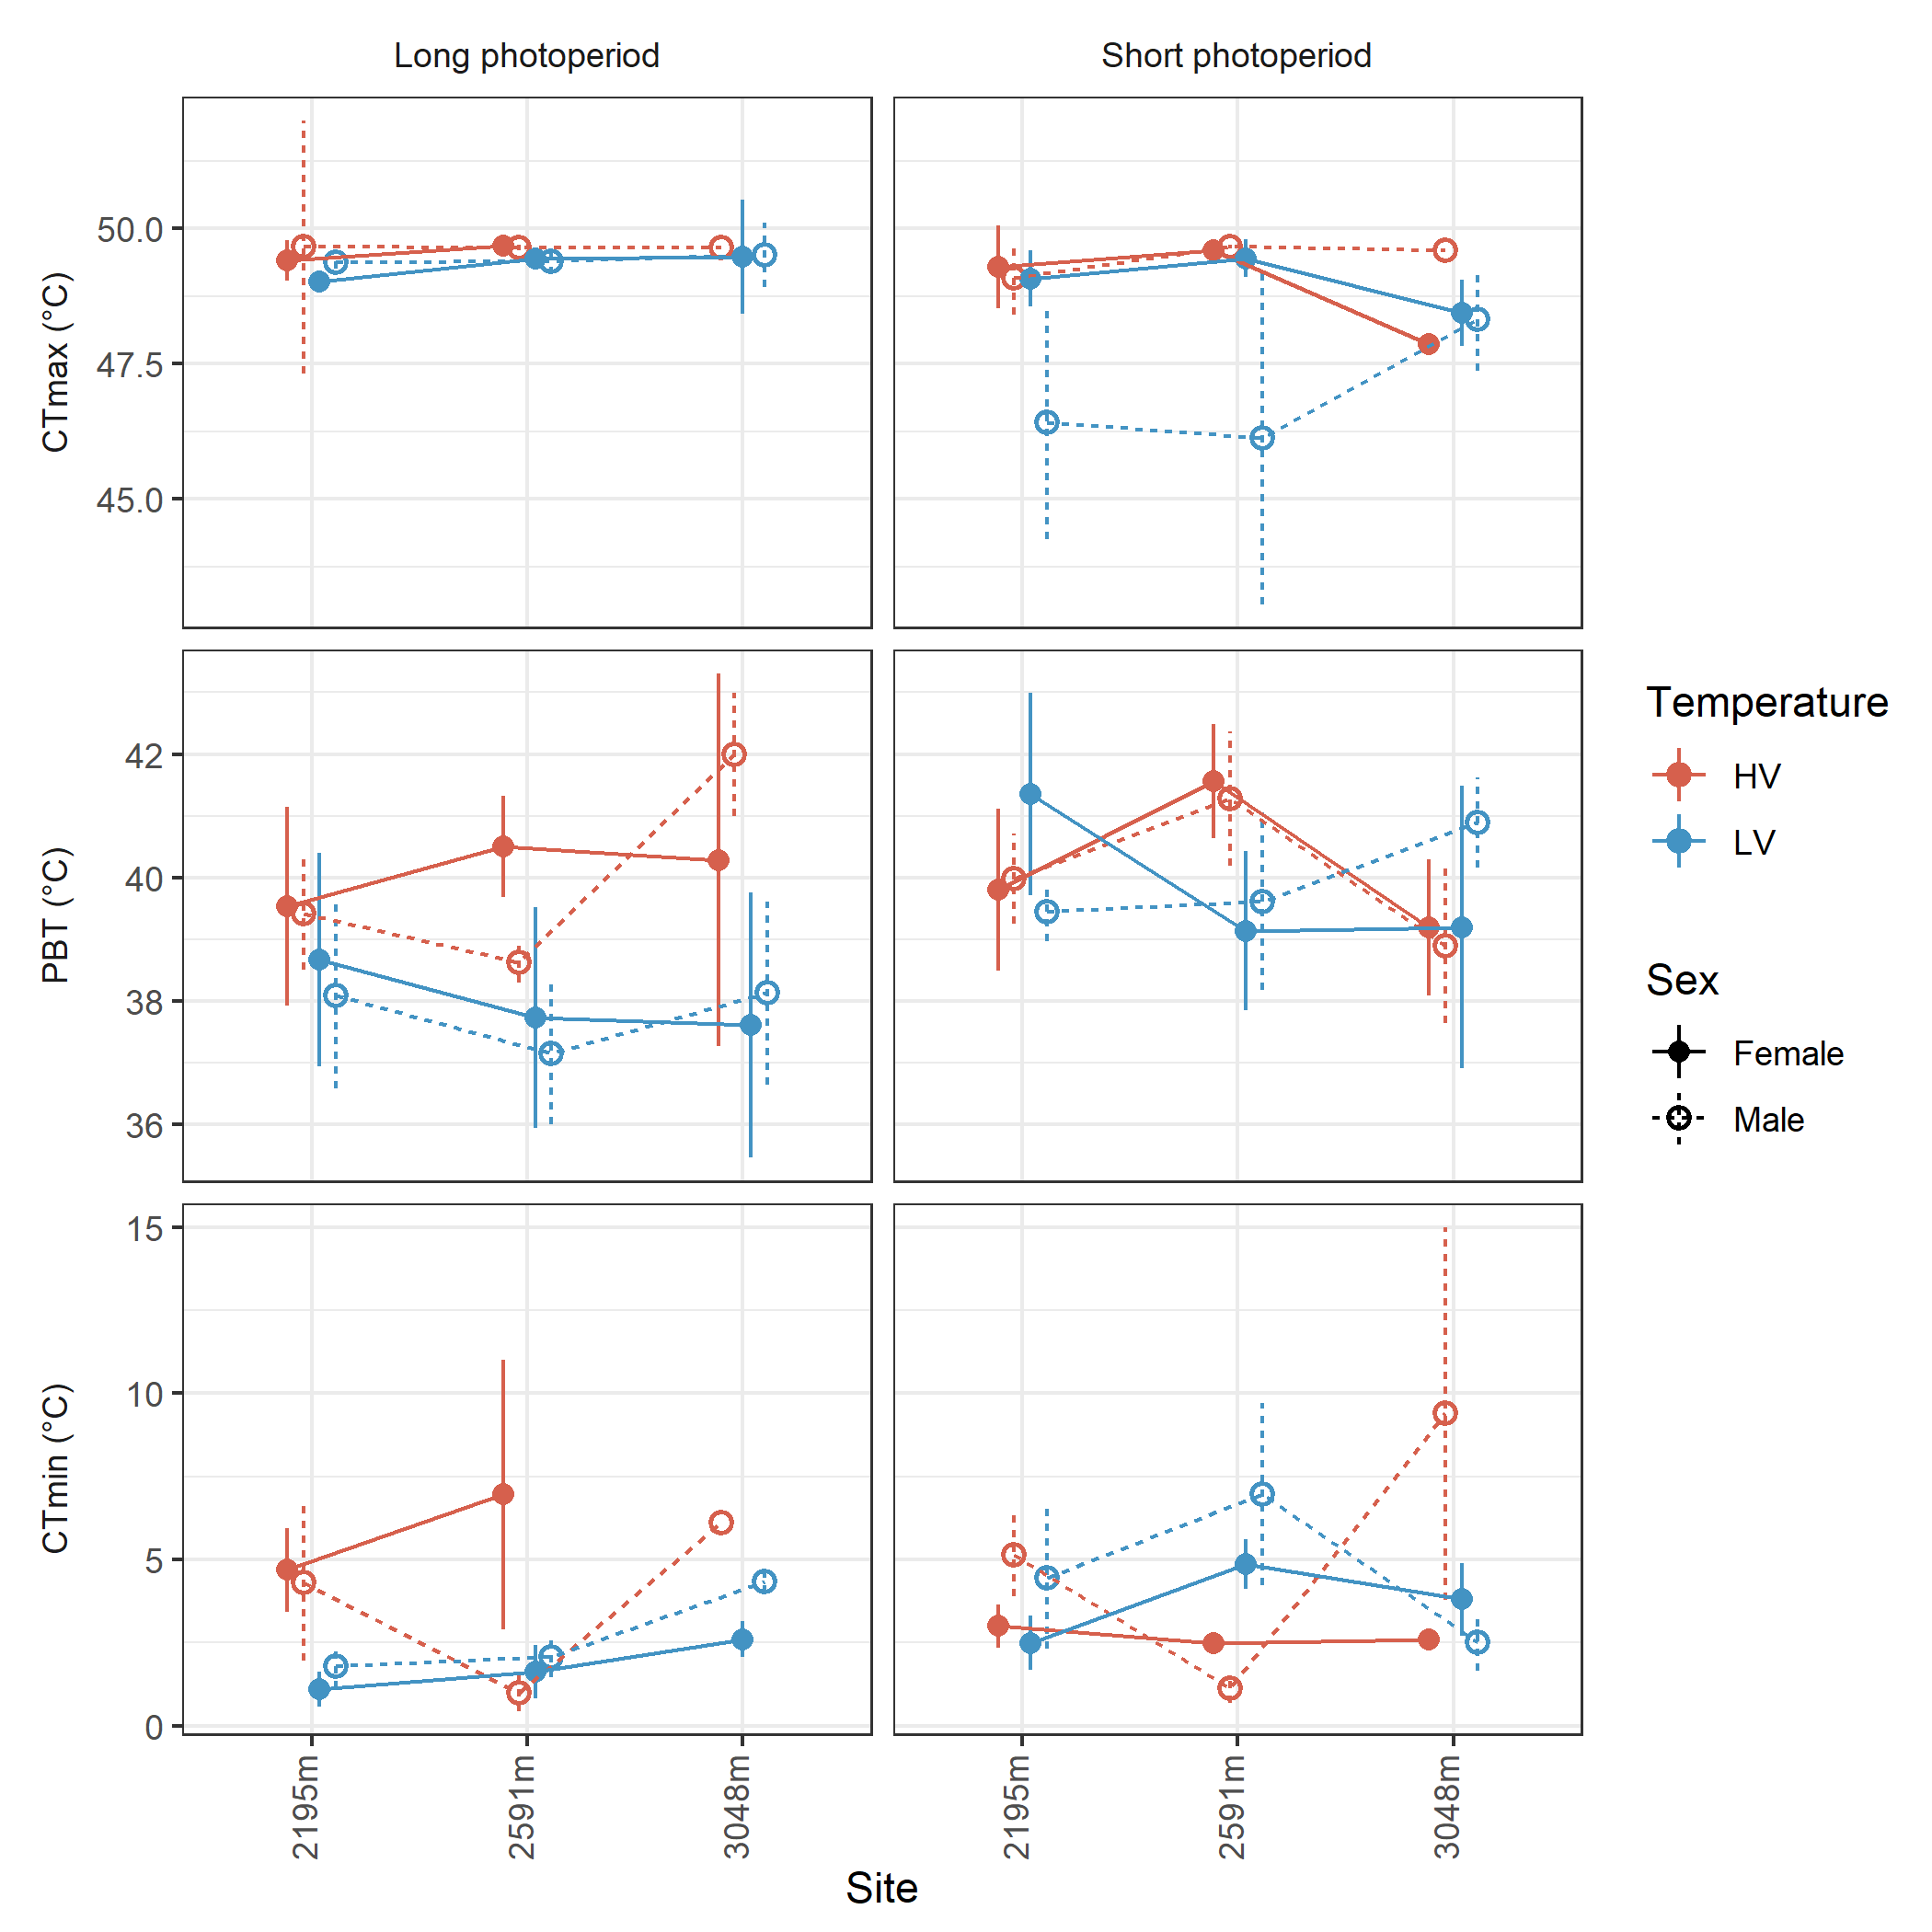 Long photoperiod
Short photoperiod
CTmax (°C)
50.0
47.5
45.0
PBT (°C)
42
40
38
36
CTmin (°C)
15
10
5
0
2195m
2591m
3048m
2195m
2591m
3048m
Site
Temperature
HV
LV
Sex
Female
Male